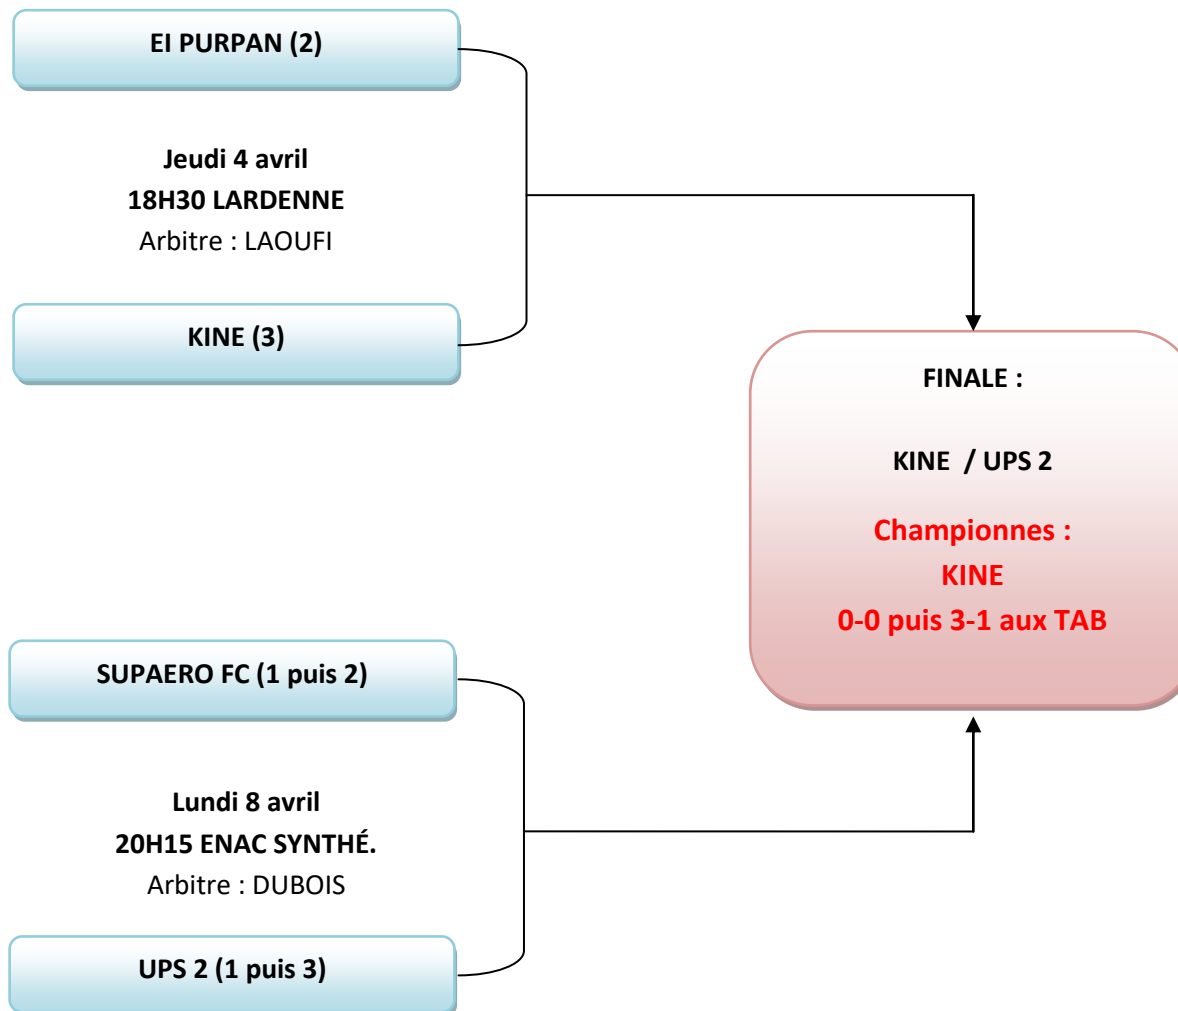 EI PURPAN (2)
Jeudi 4 avril
18H30 LARDENNE
Arbitre : LAOUFI
KINE (3)
FINALE :
KINE / UPS 2
Championnes :
KINE
0-0 puis 3-1 aux TAB
SUPAERO FC (1 puis 2)
Lundi 8 avril
20H15 ENAC SYNTHÉ.
Arbitre : DUBOIS
UPS 2 (1 puis 3)